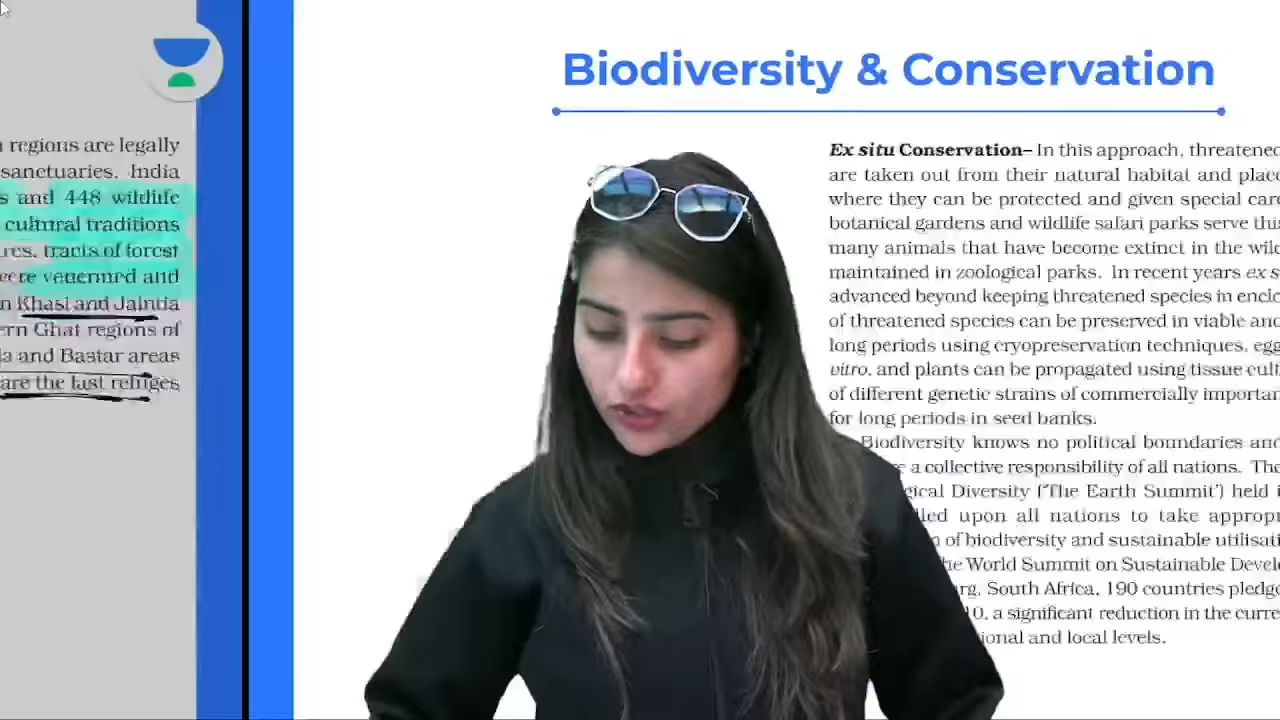 Biodiversity & Conservation
regions are legally
sanctuaries. India
s and 448 wildlife
cultural traditions
tracts of forest
venerated and
Khasi and Jaintia
Ghat regions of
and Bastar areas
are the last refuges
Ex situ Conservation– In this approach, threatened
are taken out from their natural habitat and place
where they can be protected and given special care
botanical gardens and wildlife safari parks serve this
many animals that have become extinct in the wild
maintained in zoological parks. In recent years ex s
advanced beyond keeping threatened species in enclo
of threatened species can be preserved in viable and
long periods using cryopreservation techniques, egg
vitro, and plants can be propagated using tissue cult
of different genetic strains of commercially importan
for long periods in seed banks.
Biodiversity knows no political boundaries and
a collective responsibility of all nations. The
gical Diversity ('The Earth Summit') held i
lled upon all nations to take appropr
of biodiversity and sustainable utilisati
he World Summit on Sustainable Devel
rg, South Africa, 190 countries pledge
10, a significant reduction in the curre
ional and local levels.